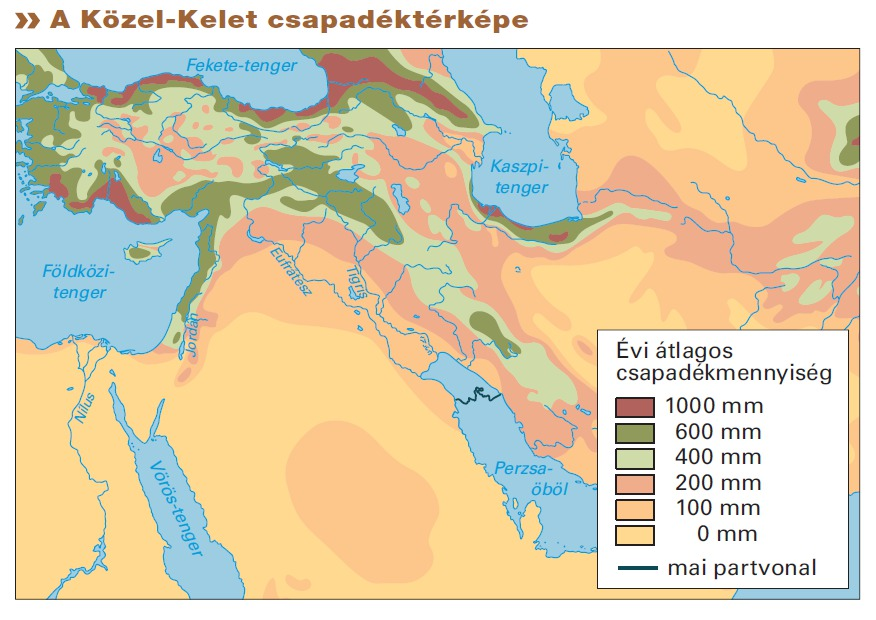 » A Közel-Kelet csapadéktérképe
Fekete-tenger
Kaszpi-
tenger
Földközi-
tenger
Eufrátesz
Tigris
Jordán
Nílus
Vörös-tenger
Perzsa-
öböl
Évi átlagos
csapadékmennyiség
1000 mm
600 mm
400 mm
200 mm
100 mm
0 mm
mai partvonal